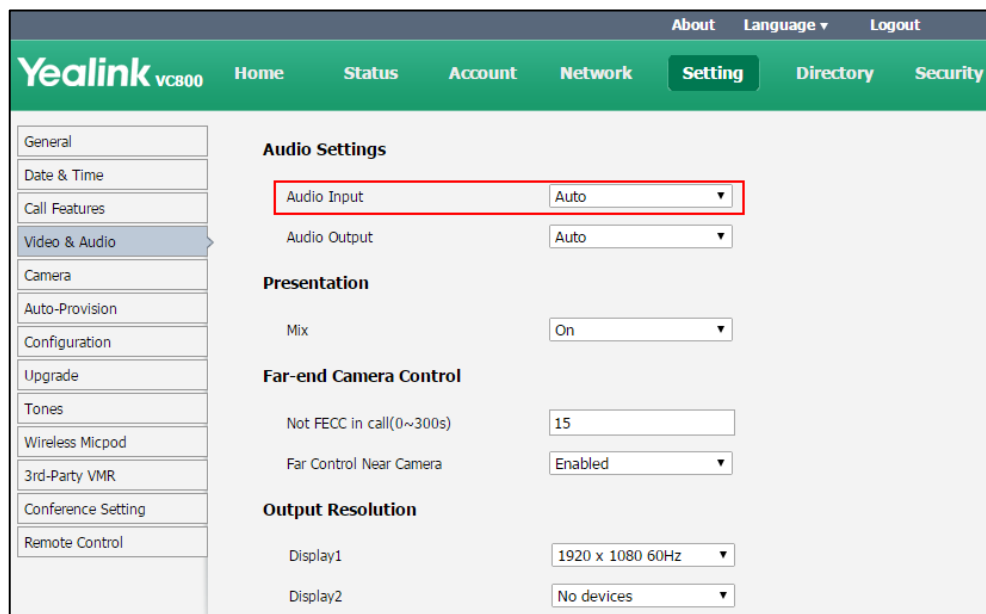 About Language ▾ Logout
Yealink VC800 Home Status Account Network Setting Directory Security
General
Date & Time
Call Features
Video & Audio
Camera
Auto-Provision
Configuration
Upgrade
Tones
Wireless Micpod
3rd-Party VMR
Conference Setting
Remote Control
Audio Settings
Audio Input Auto
Audio Output Auto
Presentation
Mix On
Far-end Camera Control
Not FECC in call(0~300s) 15
Far Control Near Camera Enabled
Output Resolution
Display1 1920 x 1080 60Hz
Display2 No devices